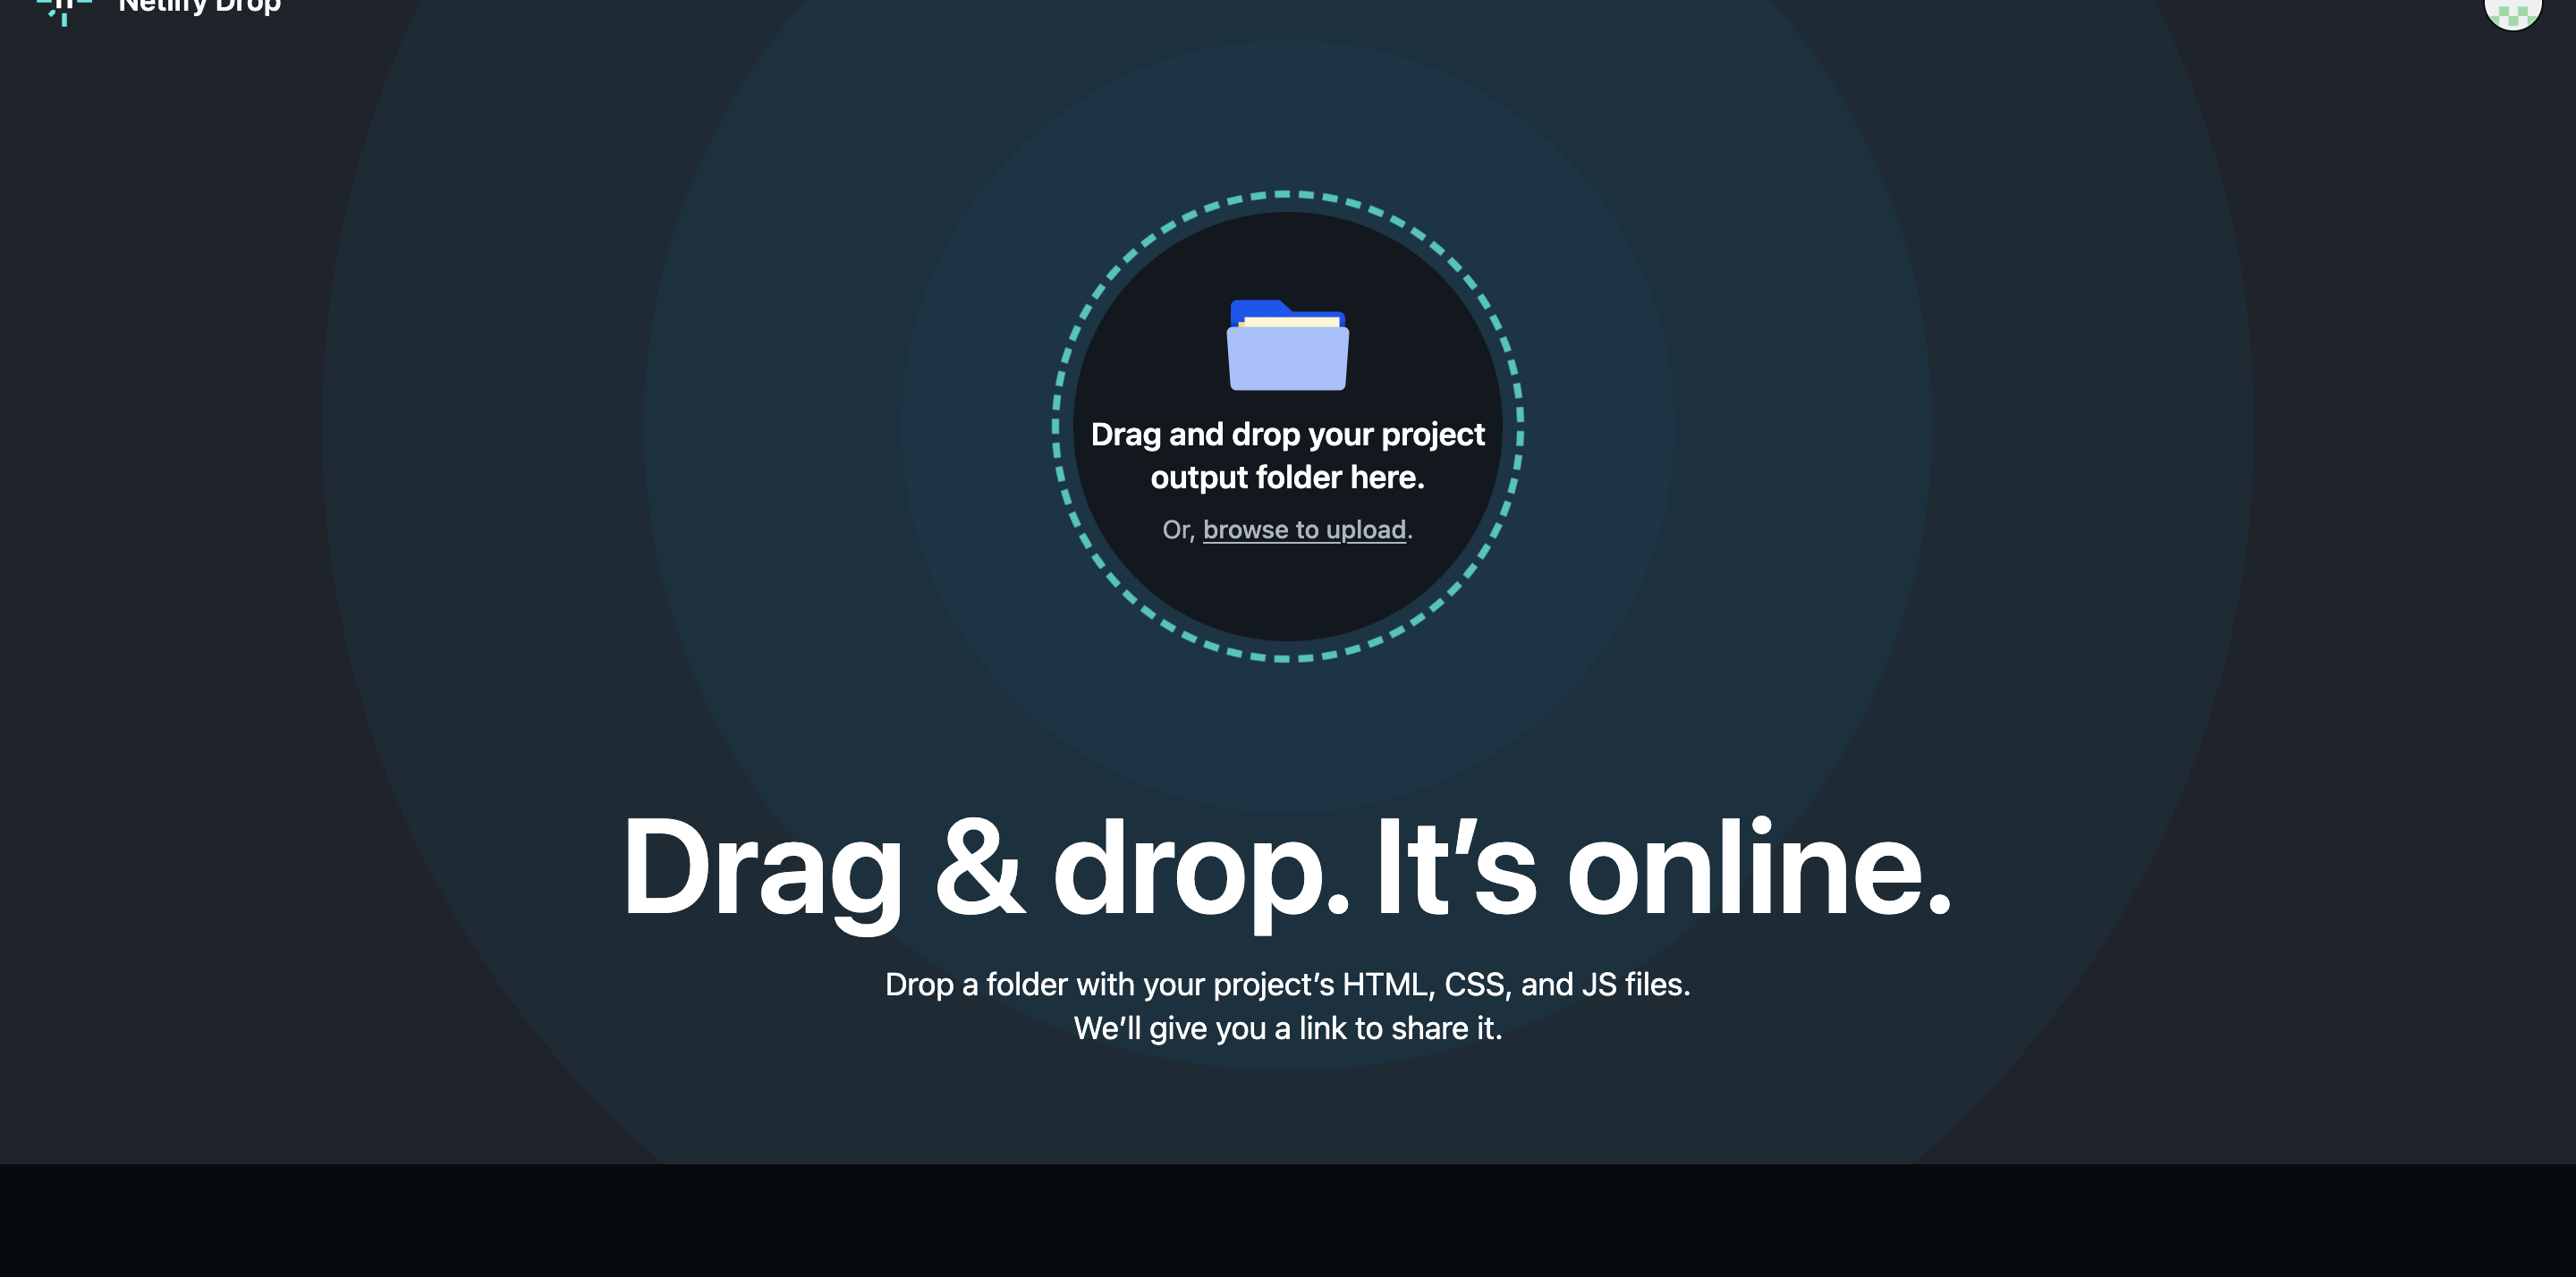 Netlify Drop
Drag and drop your project
output folder here.
Or, browse to upload.
Drag & drop. It’s online.
Drop a folder with your project’s HTML, CSS, and JS files.
We’ll give you a link to share it.